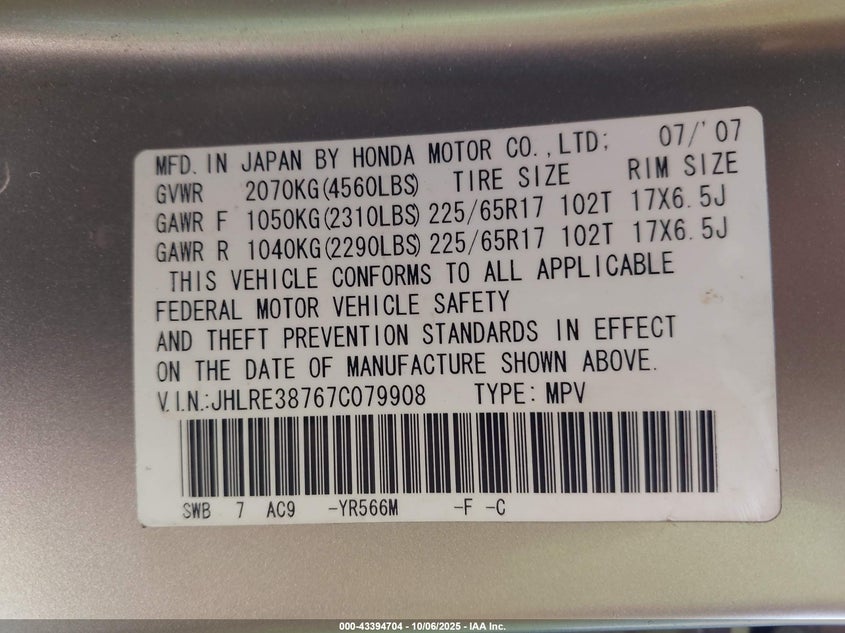 MFD. IN JAPAN BY HONDA MOTOR CO., LTD; 07/'07
GVWR 2070KG(4560LBS) TIRE SIZE RIM SIZE
GAWR F 1050KG(2310LBS) 225/65R17 102T 17X6.5J
GAWR R 1040KG(2290LBS) 225/65R17 102T 17X6.5J
THIS VEHICLE CONFORMS TO ALL APPLICABLE
FEDERAL MOTOR VEHICLE SAFETY
AND THEFT PREVENTION STANDARDS IN EFFECT
ON THE DATE OF MANUFACTURE SHOWN ABOVE.
V.I.N.:JHLRE38767C079908 TYPE: MPV
SWB 7 AC9 -YR566M -F -C
000-43394704 - 10/06/2025 - IAA Inc.